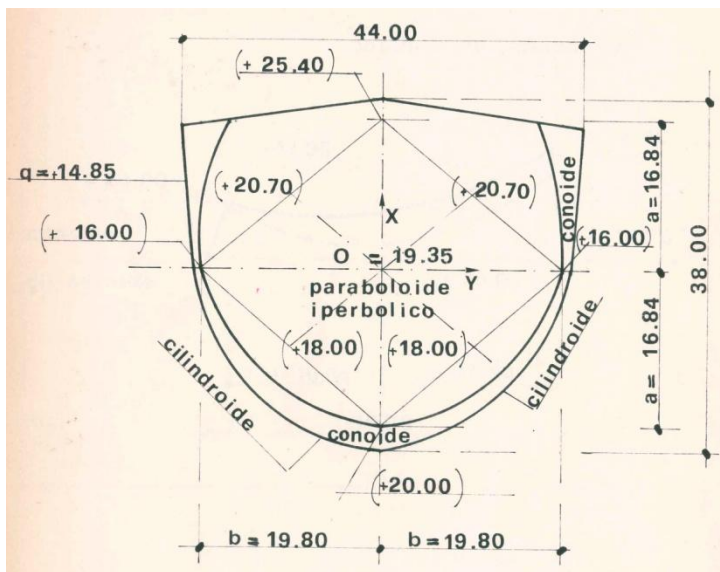 44.00
(+ 25.40)
q=+14.85
(+20.70)
(+ 20.70)
conoide
a=16.84
(+ 16.00)
X
(+16.00)
38.00
O
19.35
Y
paraboloide
iperbolico
(+18.00)
(+18.00)
a= 16.84
cilindroide
cilindroide
conoide
(+20.00)
b=19.80
b=19.80